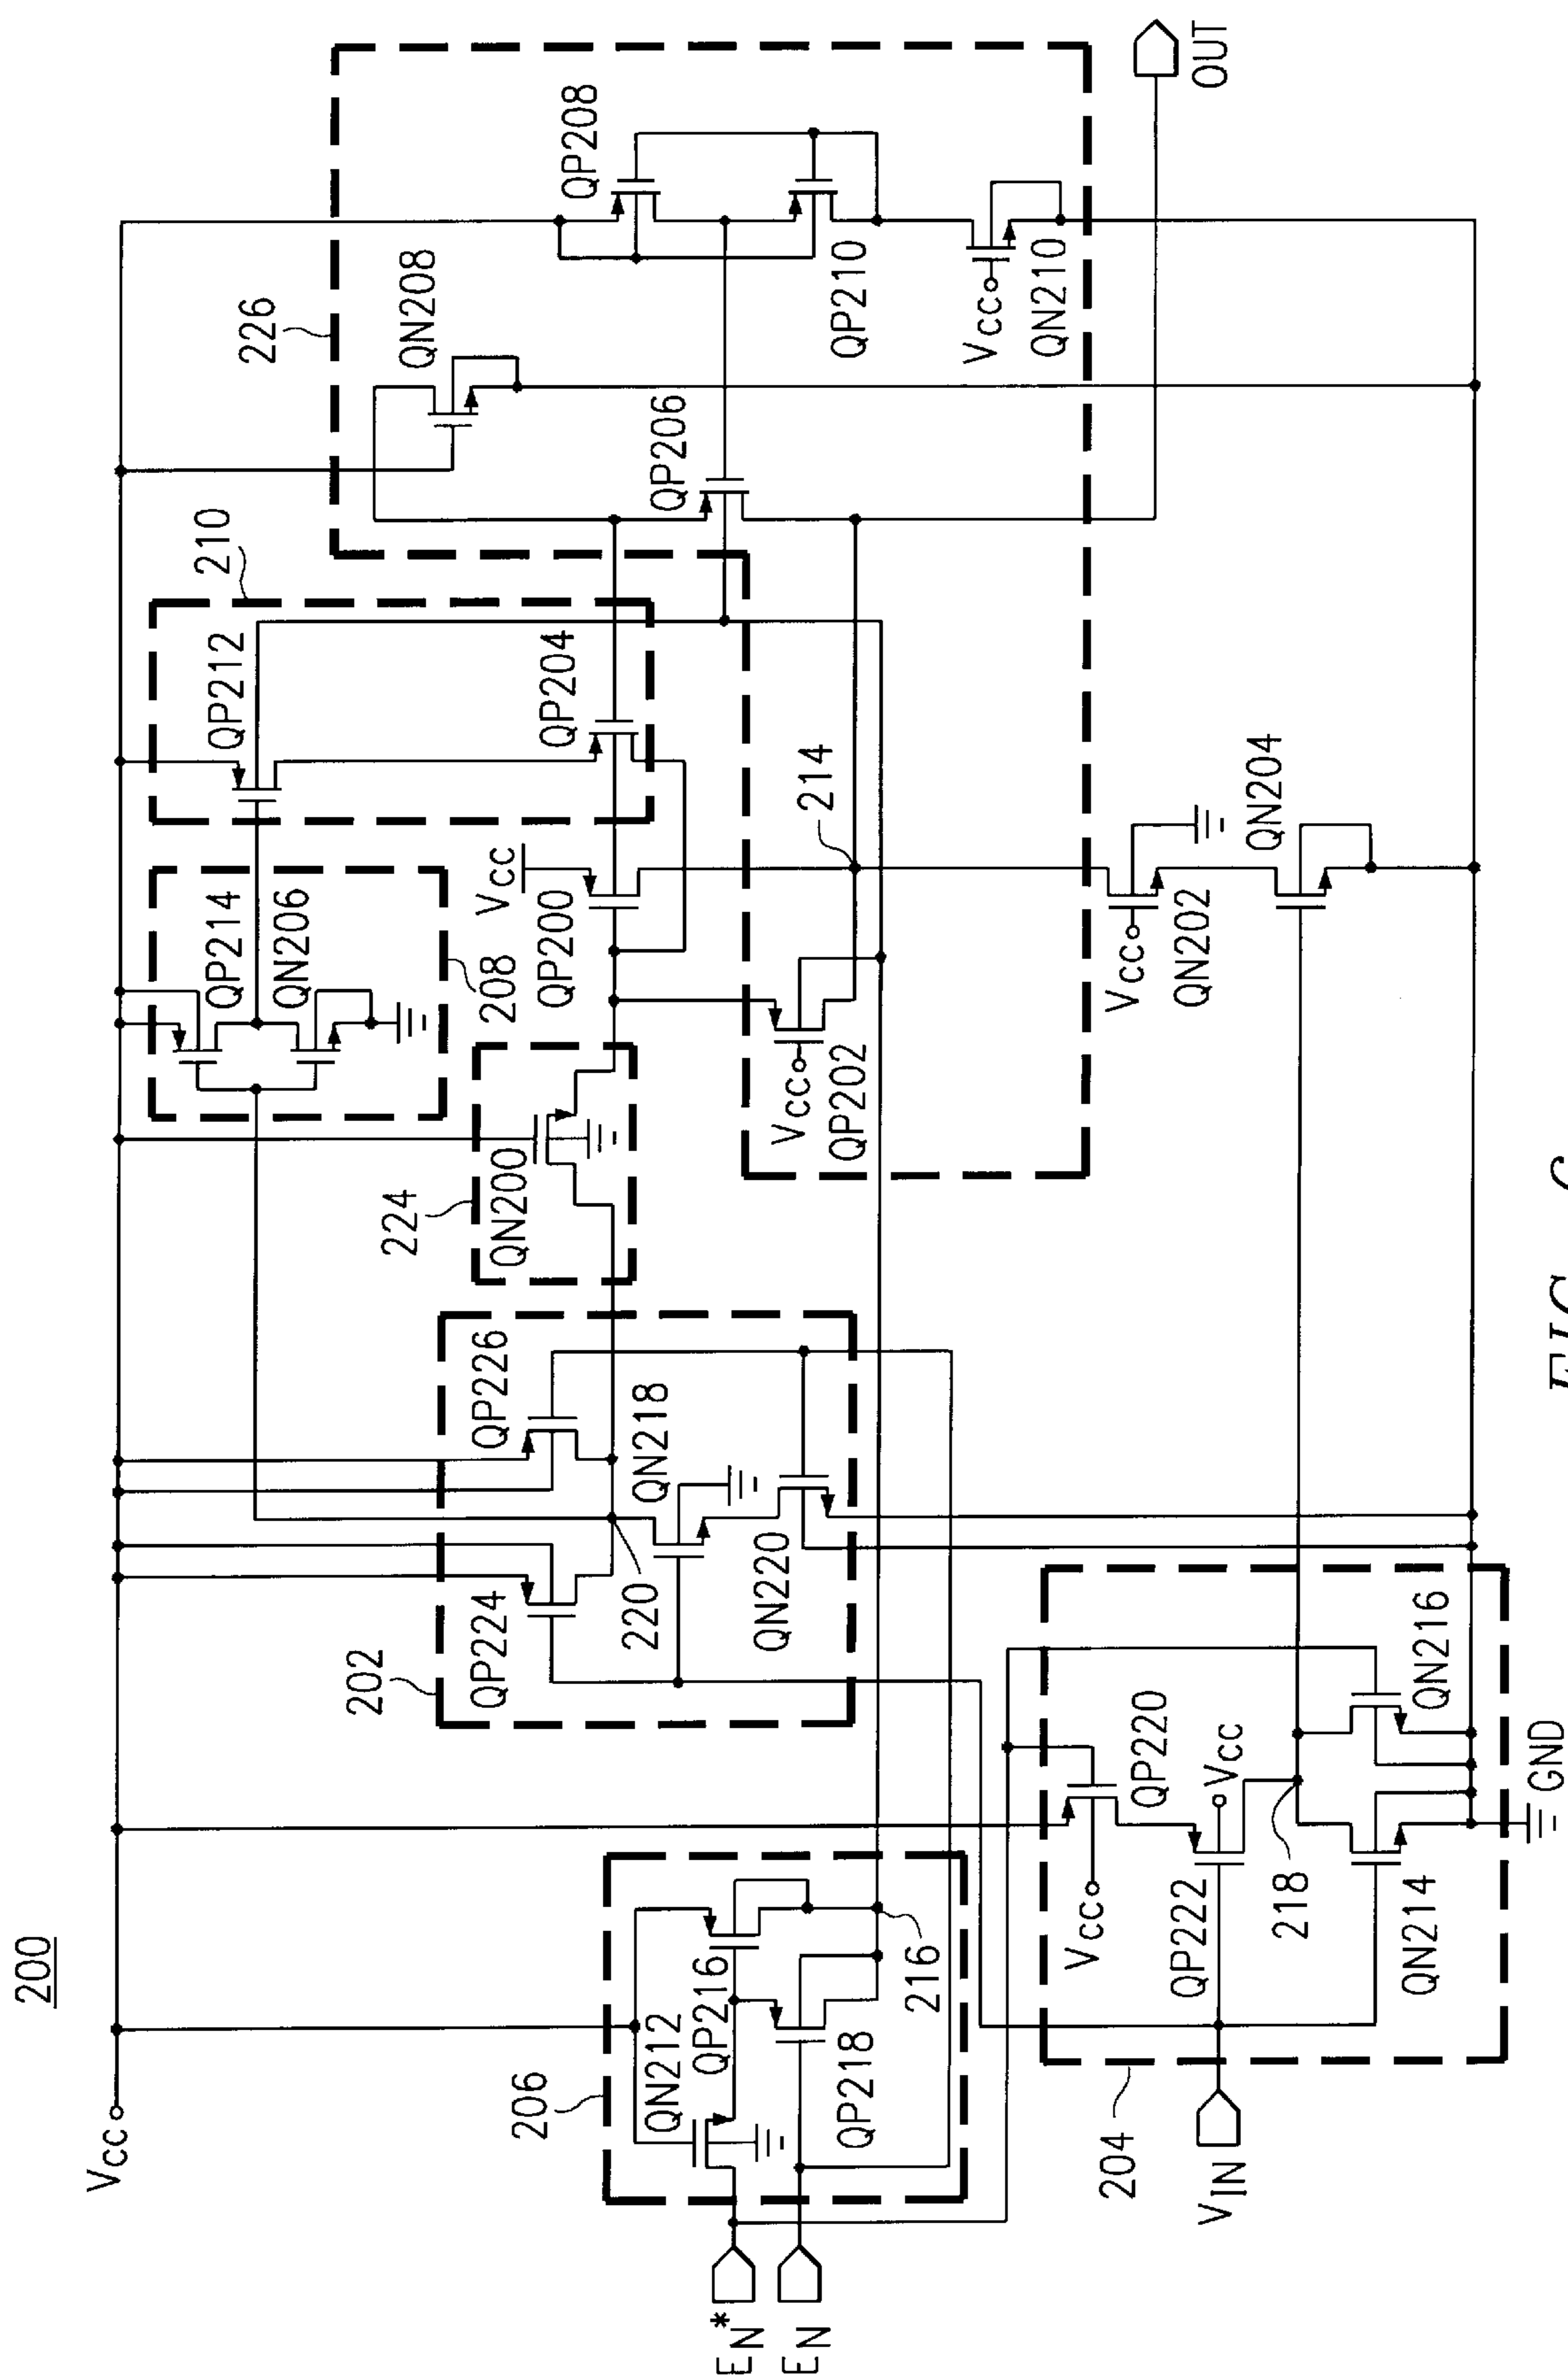 200
Vcc
226
210
208
224
202
206
204
QN208
QP208
QP210
Vcc
QN210
OUT
QP206
QP212
QP204
QP214
QN206
Vcc
QP200
214
Vcc
QP202
QN200
Vcc
QN202
QN204
QP226
QN218
QP224
220
QN220
QN212
QP216
QP218
216
EN*
EN
Vcc
QP220
QP222
Vcc
218
QN214
QN216
GND
VIN